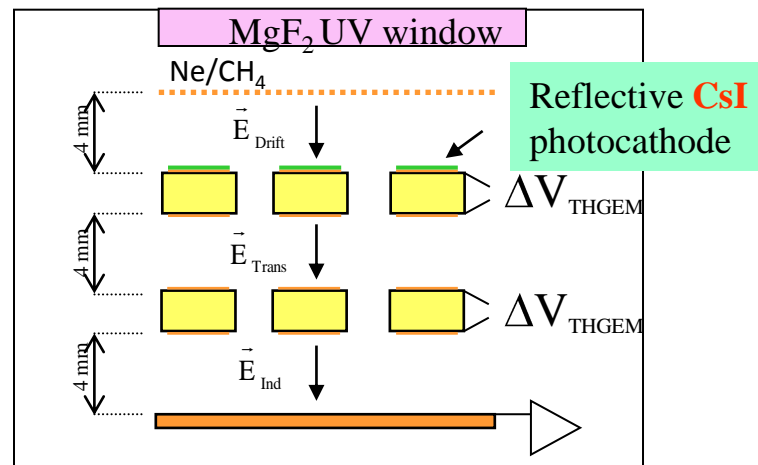 MgF₂ UV window
Ne/CH₄
Reflective CsI
photocathode
4 mm
E⃗ Drift
ΔV THGEM
4 mm
E⃗ Trans
ΔV THGEM
4 mm
E⃗ Ind